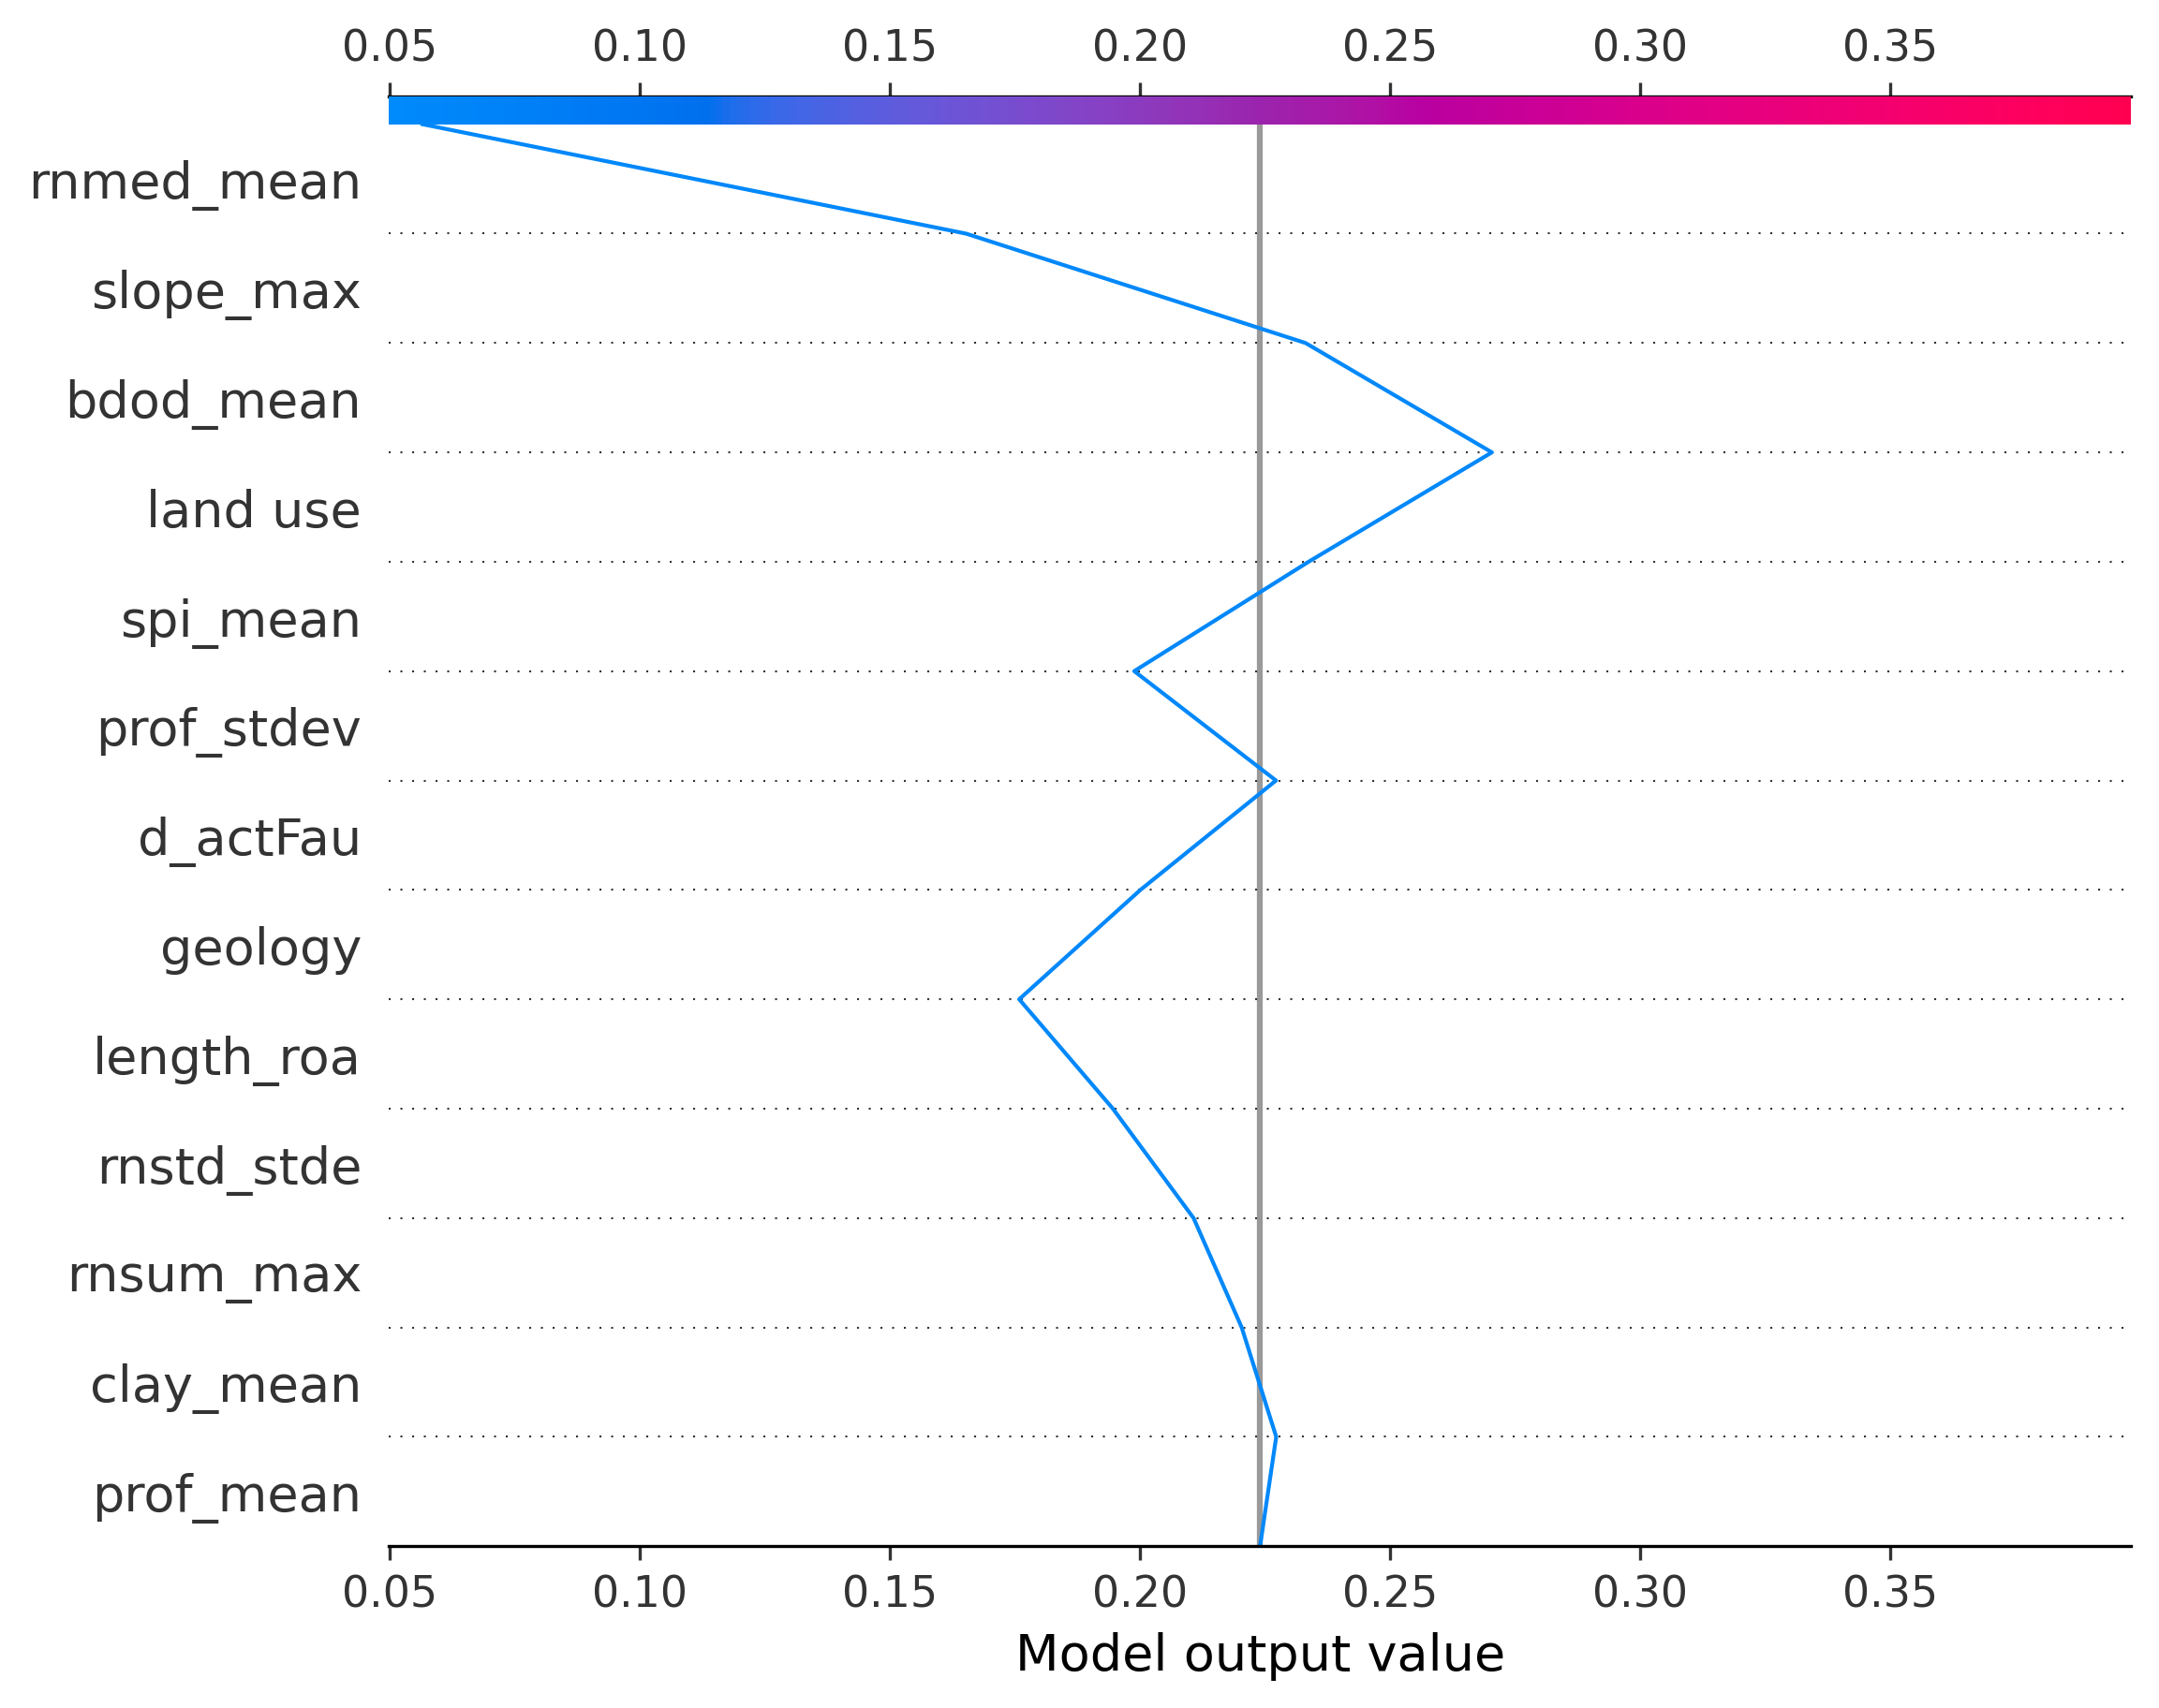 0.05 0.10 0.15 0.20 0.25 0.30 0.35
rnmed_mean
slope_max
bdod_mean
land use
spi_mean
prof_stdev
d_actFau
geology
length_roa
rnstd_stde
rnsum_max
clay_mean
prof_mean
0.05 0.10 0.15 0.20 0.25 0.30 0.35
Model output value